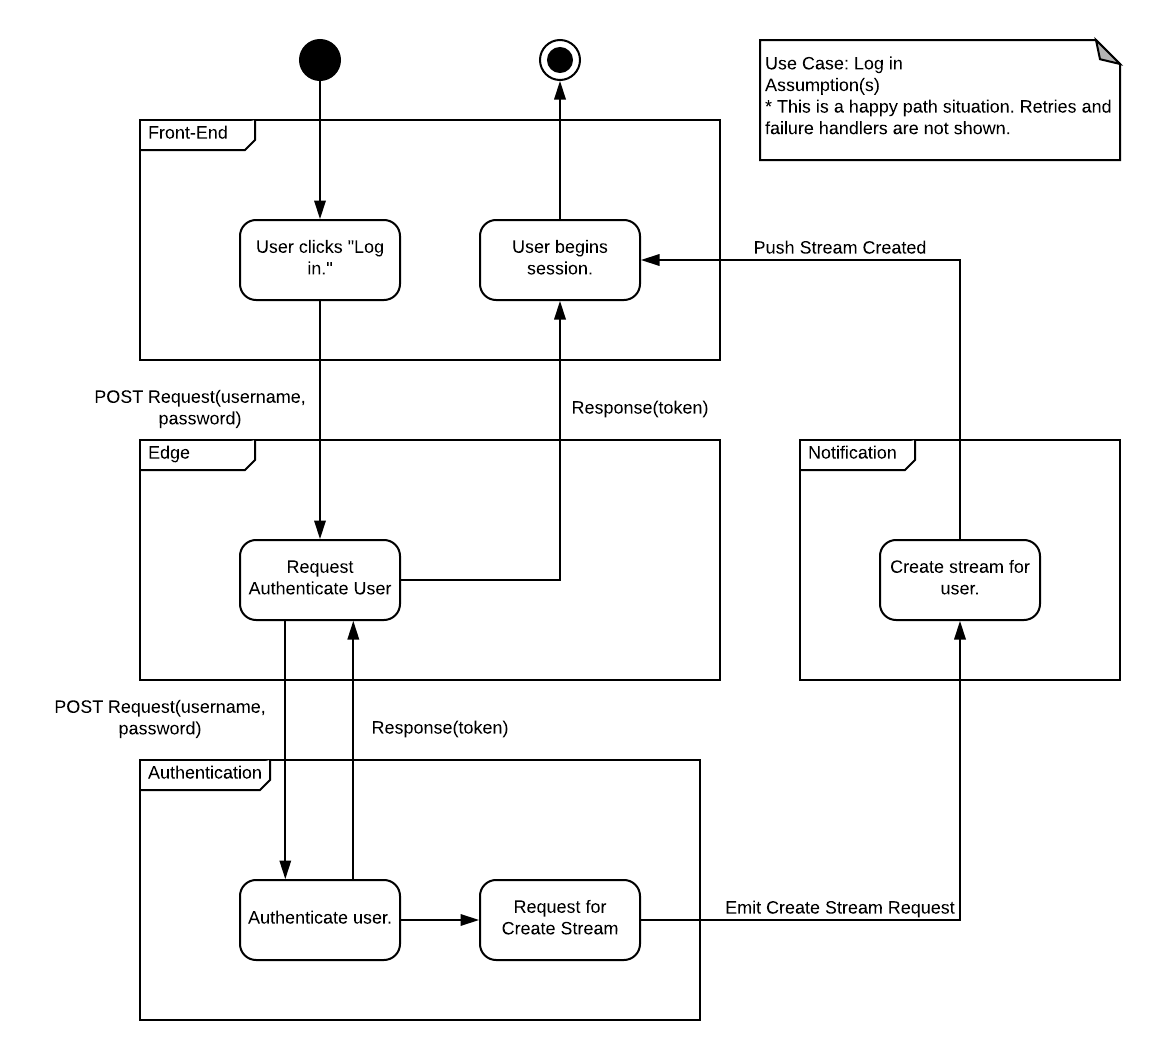 Use Case: Log in
Assumption(s)
* This is a happy path situation. Retries and
failure handlers are not shown.
Front-End
User clicks "Log
in."
User begins
session.
Push Stream Created
POST Request(username,
password)
Response(token)
Edge
Notification
Request
Authenticate User
Create stream for
user.
POST Request(username,
password)
Response(token)
Authentication
Authenticate user.
Request for
Create Stream
Emit Create Stream Request